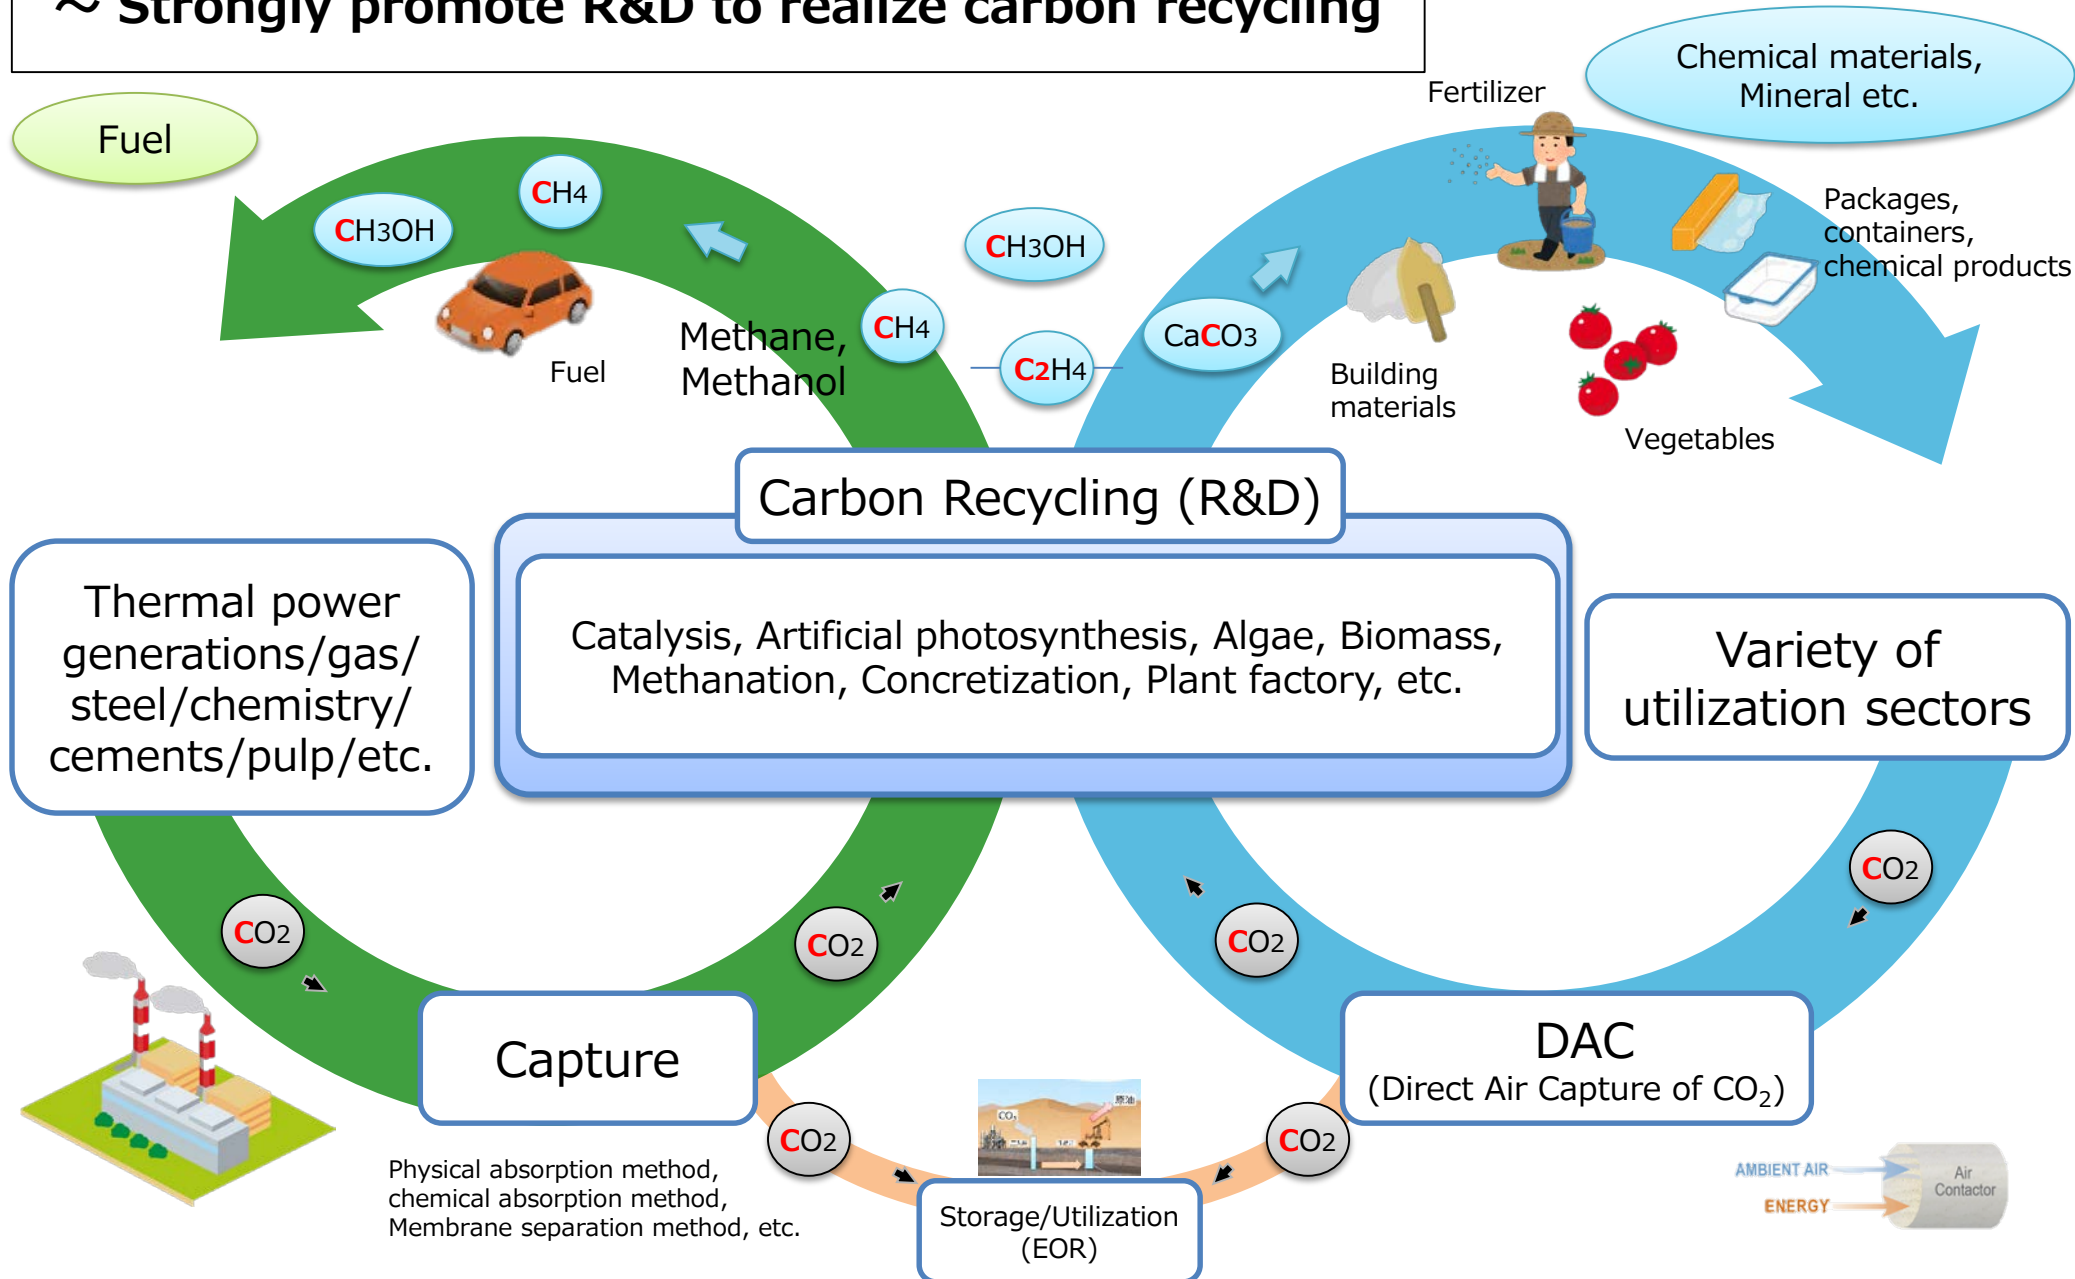 ~ Strongly promote R&D to realize carbon recycling
Fuel
Chemical materials,
Mineral etc.
Fertilizer
CH4
CH3OH
CH3OH
Packages,
containers,
chemical products
Methane,
Methanol
CH4
C2H4
CaCO3
Fuel
Building
materials
Vegetables
Carbon Recycling (R&D)
Thermal power
generations/gas/
steel/chemistry/
cements/pulp/etc.
Catalysis, Artificial photosynthesis, Algae, Biomass,
Methanation, Concretization, Plant factory, etc.
Variety of
utilization sectors
CO2
CO2
CO2
CO2
Capture
DAC
(Direct Air Capture of CO2)
CO2
CO2
CO2
原油
Physical absorption method,
chemical absorption method,
Membrane separation method, etc.
Storage/Utilization
(EOR)
AMBIENT AIR
ENERGY
Air
Contactor